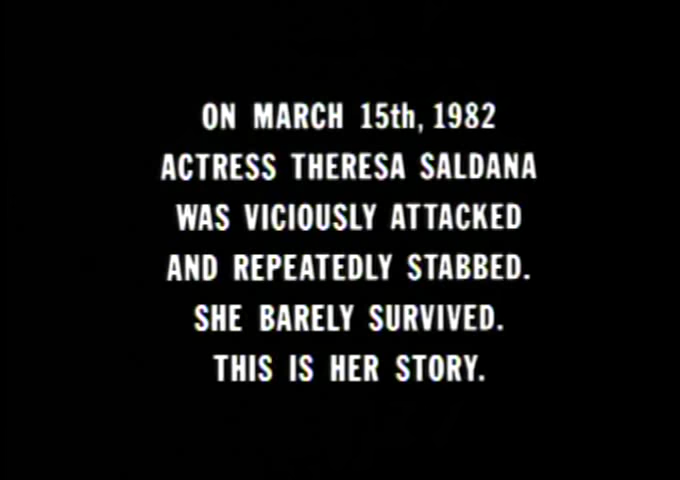 ON MARCH 15th, 1982
ACTRESS THERESA SALDANA
WAS VICIOUSLY ATTACKED
AND REPEATEDLY STABBED.
SHE BARELY SURVIVED.
THIS IS HER STORY.